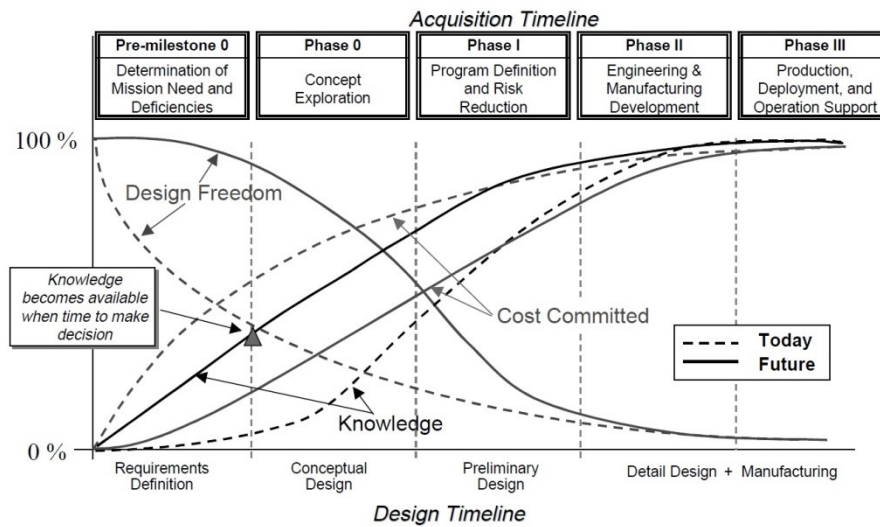 Acquisition Timeline
Pre-milestone 0
Phase 0
Phase I
Phase II
Phase III
Determination of
Mission Need and
Deficiencies
Concept
Exploration
Program Definition
and Risk
Reduction
Engineering &
Manufacturing
Development
Production,
Deployment, and
Operation Support
100 %
Design Freedom
Knowledge
becomes available
when time to make
decision
Cost Committed
Today
Future
Knowledge
0 %
Requirements
Definition
Conceptual
Design
Preliminary
Design
Detail Design + Manufacturing
Design Timeline